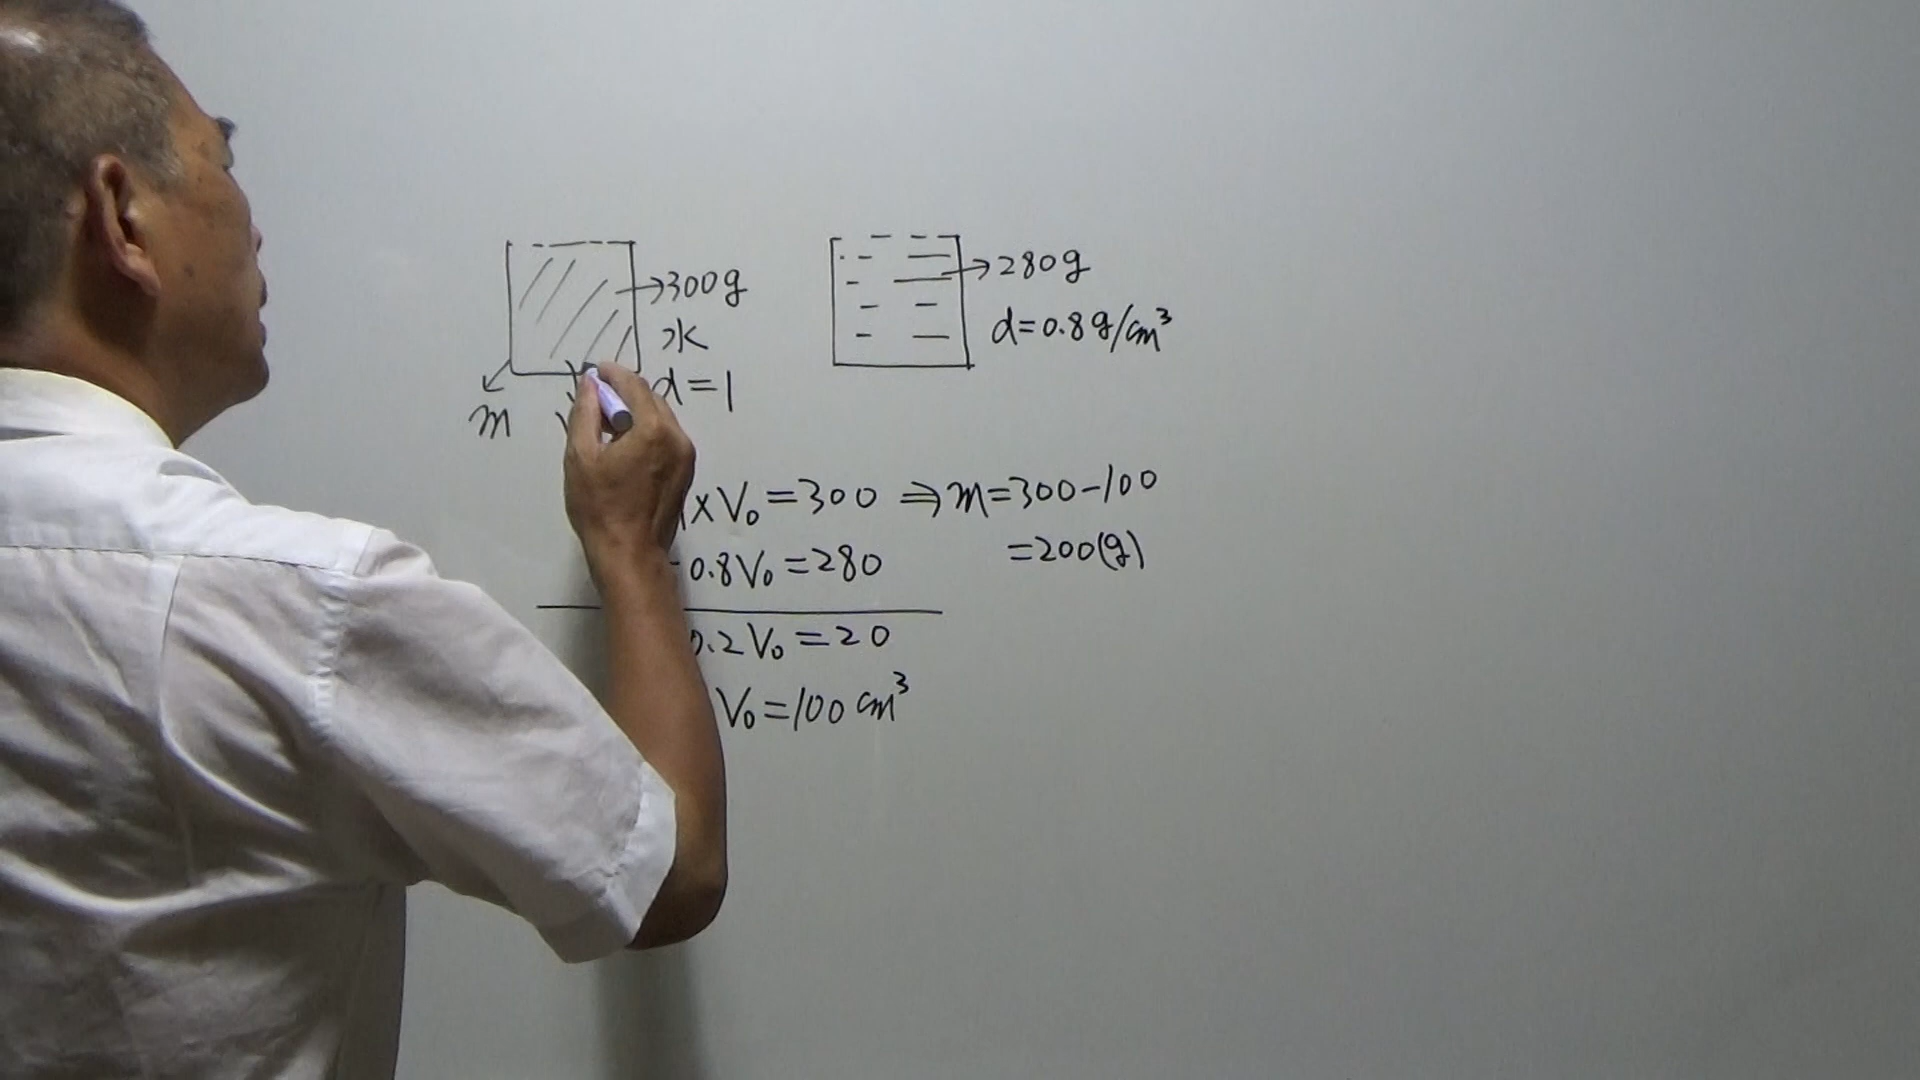 →300g
水
d=1
m
→280g
d=0.8g/cm³
×V₀=300 ⇒ m=300-100
=200(g)
0.8V₀=280
.2V₀=20
V₀=100cm³